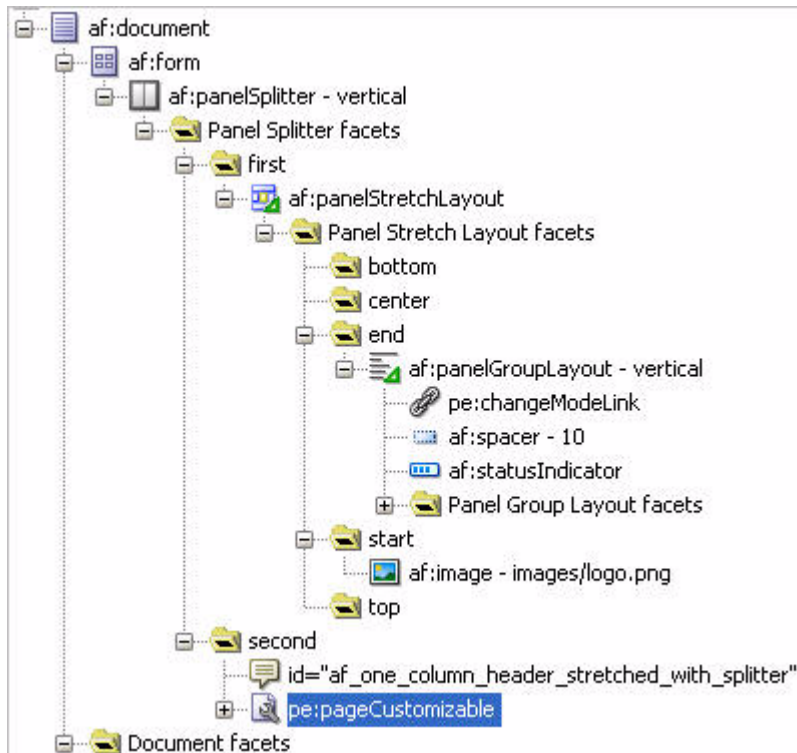 af:document
af:form
af:panelSplitter - vertical
Panel Splitter facets
first
af:panelStretchLayout
Panel Stretch Layout facets
bottom
center
end
af:panelGroupLayout - vertical
pe:changeModeLink
af:spacer - 10
af:statusIndicator
Panel Group Layout facets
start
af:image - images/logo.png
top
second
id="af_one_column_header_stretched_with_splitter"
pe:pageCustomizable
Document facets